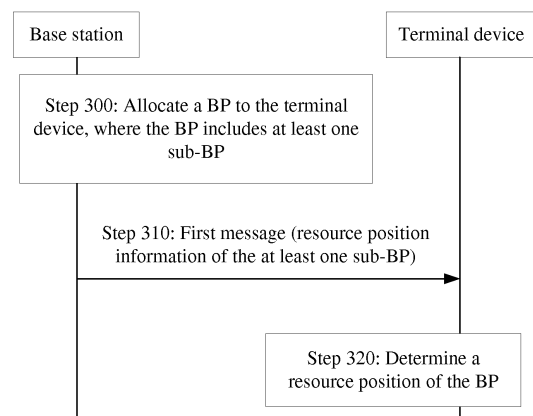 Base station
Terminal device
Step 300: Allocate a BP to the terminal
device, where the BP includes at least one
sub-BP
Step 310: First message (resource position
information of the at least one sub-BP)
Step 320: Determine a
resource position of the BP